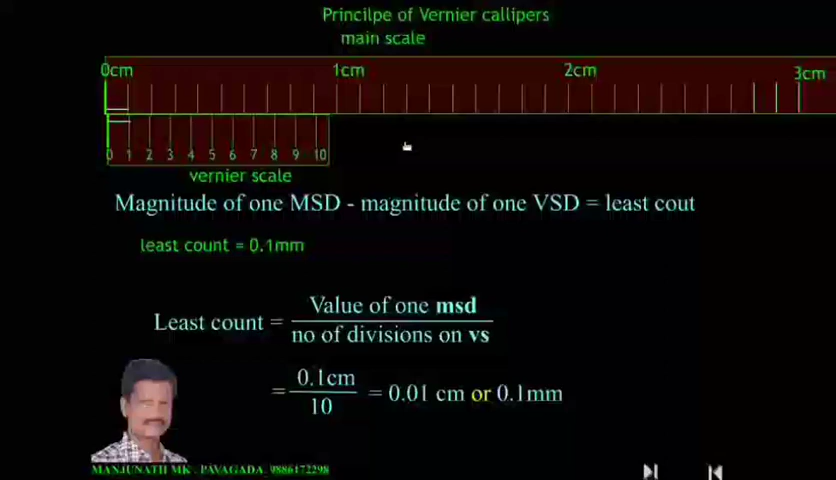 Princilpe of Vernier callipers
main scale
0cm 1cm 2cm 3cm
0 1 2 3 4 5 6 7 8 9 10
vernier scale
Magnitude of one MSD - magnitude of one VSD = least cout
least count = 0.1mm
Least count = Value of one msd
no of divisions on vs
= 0.1cm
10
= 0.01 cm or 0.1mm
MANJUNATH MK . PAVAGADA 9886172298